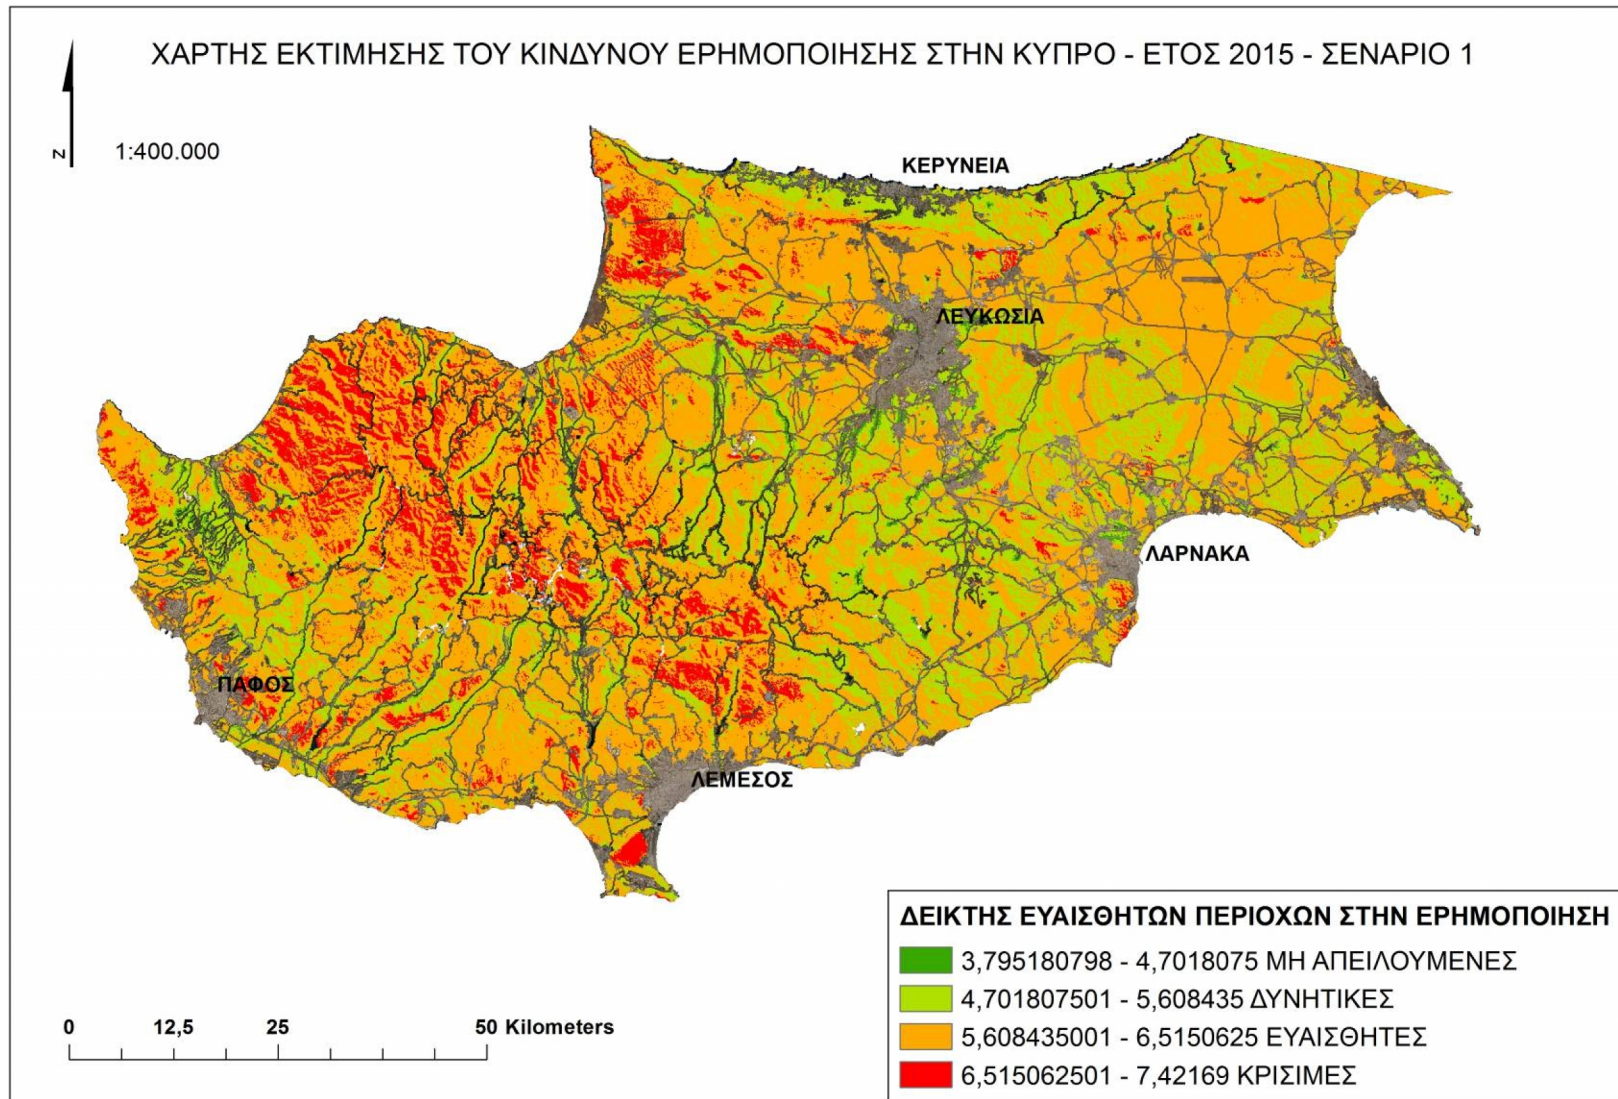 ΧΑΡΤΗΣ ΕΚΤΙΜΗΣΗΣ ΤΟΥ ΚΙΝΔΥΝΟΥ ΕΡΗΜΟΠΟΙΗΣΗΣ ΣΤΗΝ ΚΥΠΡΟ - ΕΤΟΣ 2015 - ΣΕΝΑΡΙΟ 1
Z
1:400.000
ΚΕΡΥΝΕΙΑ
ΛΕΥΚΩΣΙΑ
ΛΑΡΝΑΚΑ
ΠΑΦΟΣ
ΛΕΜΕΣΟΣ
ΔΕΙΚΤΗΣ ΕΥΑΙΣΘΗΤΩΝ ΠΕΡΙΟΧΩΝ ΣΤΗΝ ΕΡΗΜΟΠΟΙΗΣΗ
3,795180798 - 4,7018075 ΜΗ ΑΠΕΙΛΟΥΜΕΝΕΣ
4,701807501 - 5,608435 ΔΥΝΗΤΙΚΕΣ
5,608435001 - 6,5150625 ΕΥΑΙΣΘΗΤΕΣ
6,515062501 - 7,42169 ΚΡΙΣΙΜΕΣ
0 12,5 25 50 Kilometers